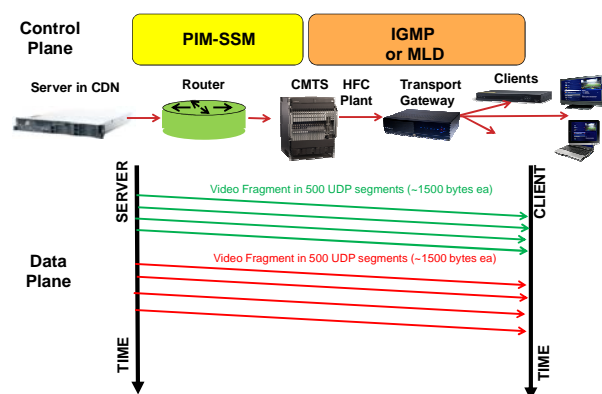 Control
Plane
PIM-SSM
IGMP
or MLD
Server in CDN
Router
CMTS
HFC
Plant
Transport
Gateway
Clients
SERVER
CLIENT
Video Fragment in 500 UDP segments (~1500 bytes ea)
Data
Plane
Video Fragment in 500 UDP segments (~1500 bytes ea)
TIME
TIME